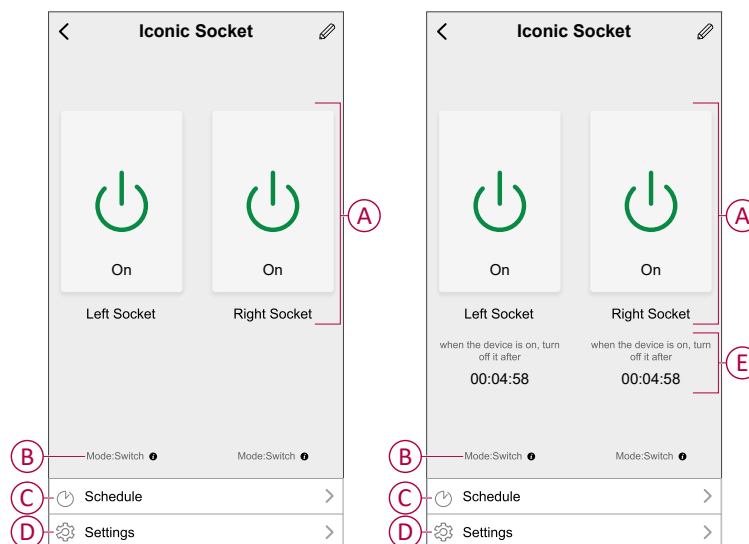 Iconic Socket
On
On
Left Socket
Right Socket
A
B
Mode:Switch
Mode:Switch
C
Schedule
D
Settings
Iconic Socket
On
On
Left Socket
Right Socket
A
when the device is on, turn
off it after
00:04:58
when the device is on, turn
off it after
00:04:58
E
B
Mode:Switch
Mode:Switch
C
Schedule
D
Settings